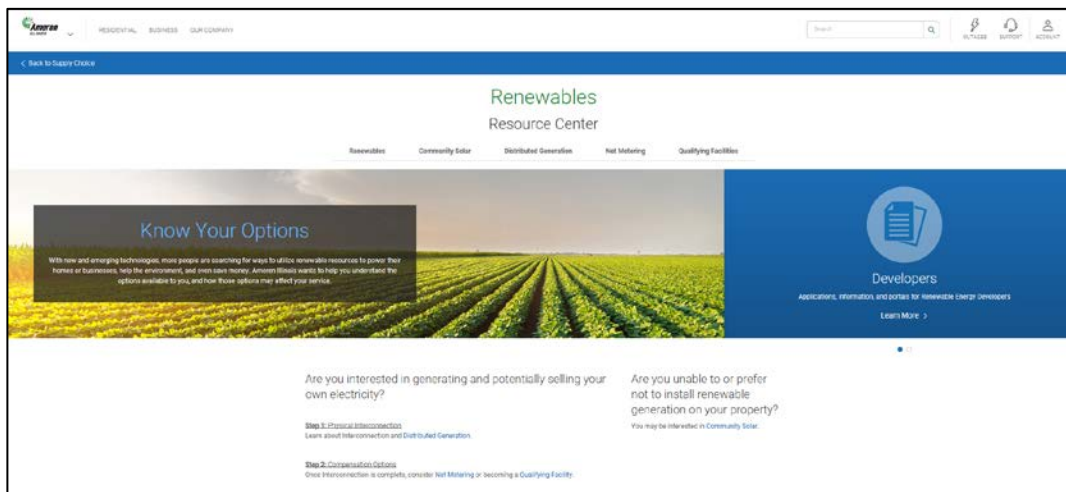 Ameren
ILLINOIS
RESIDENTIAL BUSINESS OUR COMPANY
Search
OUTAGES SUPPORT ACCOUNT
< Back to Supply Choice
Renewables
Resource Center
Renewables Community Solar Distributed Generation Net Metering Qualifying Facilities
Know Your Options
With new and emerging technologies, more people are searching for ways to utilize renewable resources to power their
homes or businesses, help the environment, and even save money. Ameren Illinois wants to help you understand the
options available to you, and how those options may affect your service.
Developers
Applications, information, and portals for Renewable Energy Developers
Learn More >
Are you interested in generating and potentially selling your
own electricity?
Step 1: Physical Interconnection
Learn about Interconnection and Distributed Generation
Step 2: Compensation Options
Once Interconnection is complete, consider Net Metering or becoming a Qualifying Facility.
Are you unable to or prefer
not to install renewable
generation on your property?
You may be interested in Community Solar.